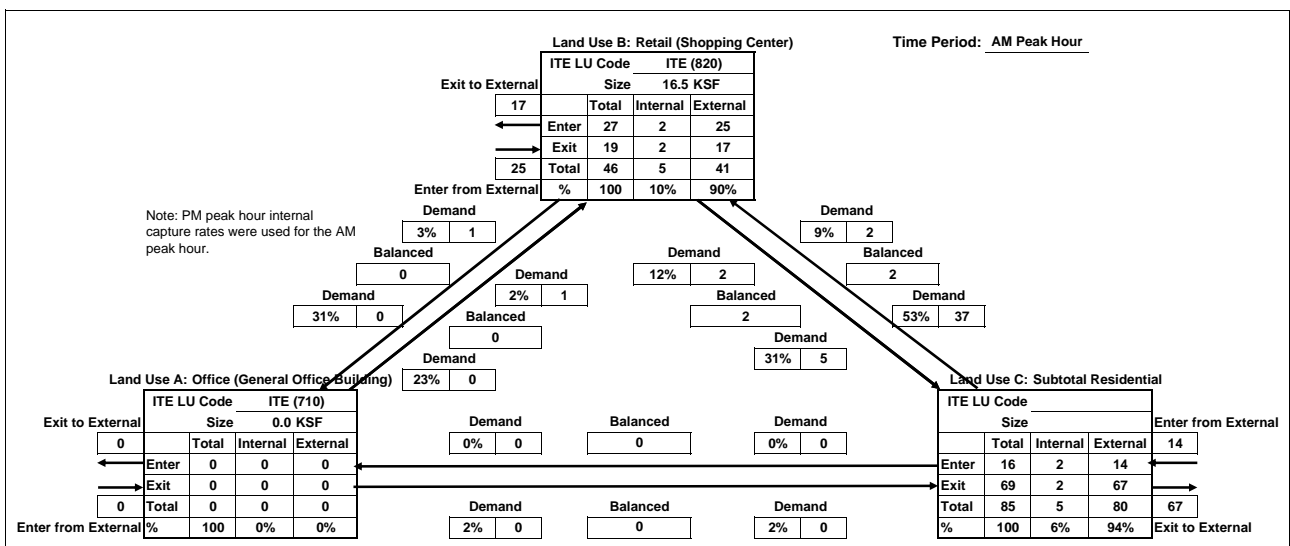 Land Use B: Retail (Shopping Center)
Time Period: AM Peak Hour
ITE LU Code ITE (820)
Exit to External Size 16.5 KSF
17 Total Internal External
Enter 27 2 25
Exit 19 2 17
25 Total 46 5 41
Enter from External % 100 10% 90%
Note: PM peak hour internal
capture rates were used for the AM
peak hour.
Demand
3% 1
Balanced
0
Demand
31% 0
Demand
2% 1
Balanced
0
Demand
23% 0
Demand
12% 2
Balanced
2
Demand
31% 5
Demand
9% 2
Balanced
2
Demand
53% 37
Land Use A: Office (General Office Building)
ITE LU Code ITE (710)
Exit to External Size 0.0 KSF
0 Total Internal External
Enter 0 0 0
Exit 0 0 0
0 Total 0 0 0
Enter from External % 100 0% 0%
Demand Balanced Demand
0% 0 0 0% 0
Demand Balanced Demand
2% 0 0 2% 0
Land Use C: Subtotal Residential
ITE LU Code
Size Enter from External
Total Internal External 14
Enter 16 2 14
Exit 69 2 67
Total 85 5 80 67
% 100 6% 94% Exit to External